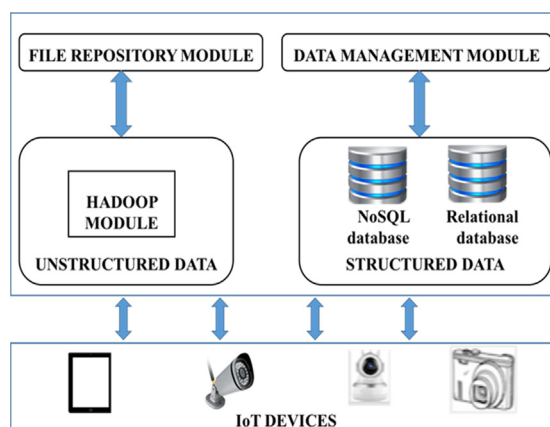 FILE REPOSITORY MODULE
DATA MANAGEMENT MODULE
HADOOP
MODULE
UNSTRUCTURED DATA
NoSQL
database
Relational
database
STRUCTURED DATA
IoT DEVICES